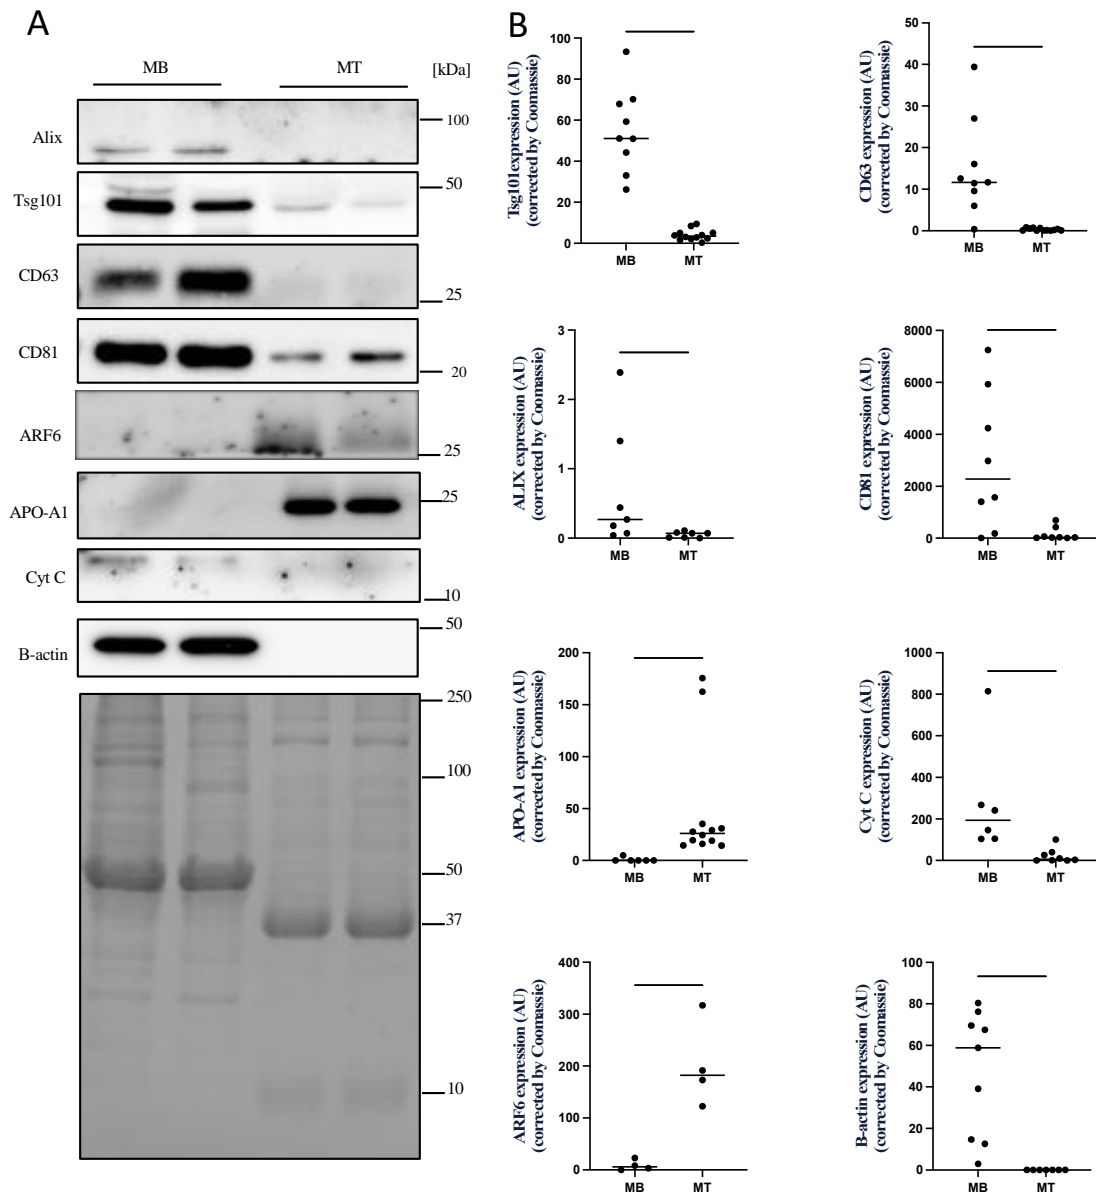 A
MB MT [kDa]
Alix 100
Tsg101 50
CD63 25
CD81 20
ARF6 25
APO-A1 25
Cyt C 10
B-actin 50
250
100
50
37
10
B
Tsg101expression (AU)
(corrected by Coomassie)
100
80
60
40
20
0
MB MT
CD63 expression (AU)
(corrected by Coomassie)
50
40
30
20
10
0
MB MT
ALIX expression (AU)
(corrected by Coomassie)
3
2
1
0
MB MT
CD81 expression (AU)
(corrected by Coomassie)
8000
6000
4000
2000
0
MB MT
APO-A1 expression (AU)
(corrected by Coomassie)
200
150
100
50
0
MB MT
Cyt C expression (AU)
(corrected by Coomassie)
1000
800
600
400
200
0
MB MT
ARF6 expression (AU)
(corrected by Coomassie)
400
300
200
100
0
MB MT
B-actin expression (AU)
(corrected by Coomassie)
100
80
60
40
20
0
MB MT